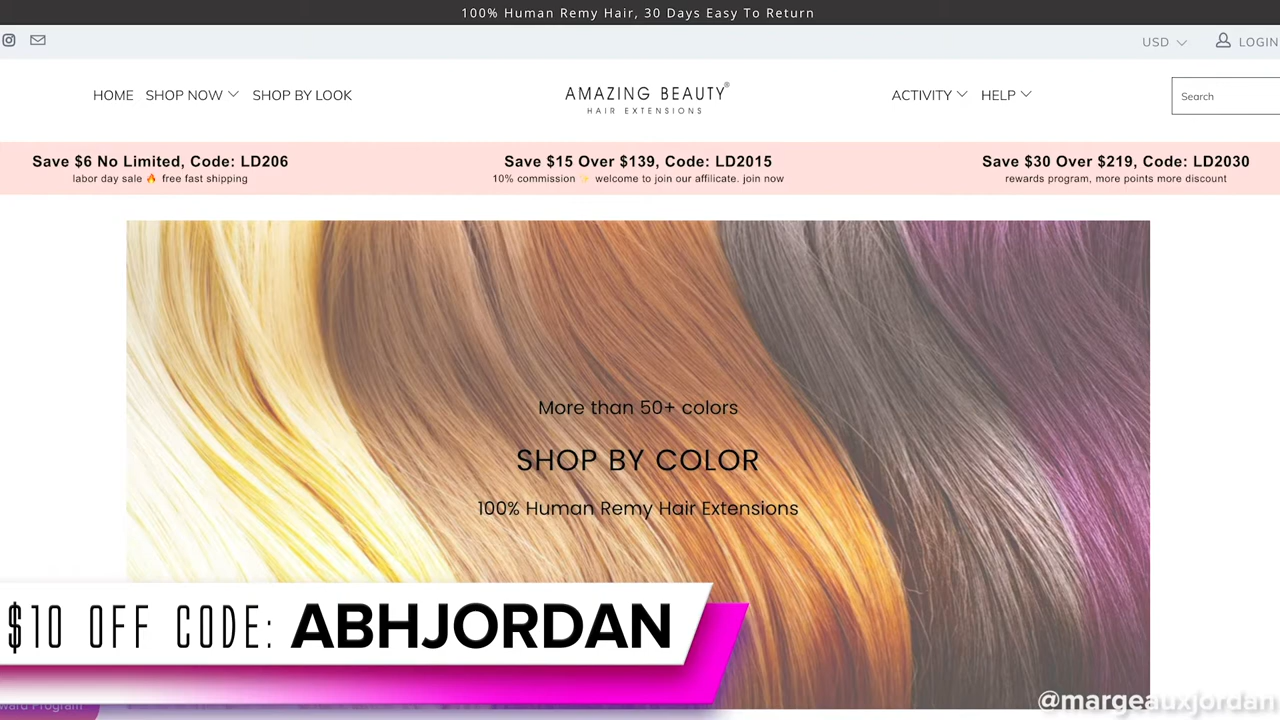 100% Human Remy Hair, 30 Days Easy To Return
USD
LOGIN
HOME SHOP NOW SHOP BY LOOK
AMAZING BEAUTY®
HAIR EXTENSIONS
ACTIVITY HELP
Search
Save $6 No Limited, Code: LD206
labor day sale 🔥 free fast shipping
Save $15 Over $139, Code: LD2015
10% commission ✨ welcome to join our affilicate. join now
Save $30 Over $219, Code: LD2030
rewards program, more points more discount
More than 50+ colors
SHOP BY COLOR
100% Human Remy Hair Extensions
$10 OFF CODE: ABHJORDAN
ward Program
@margeauxjordan